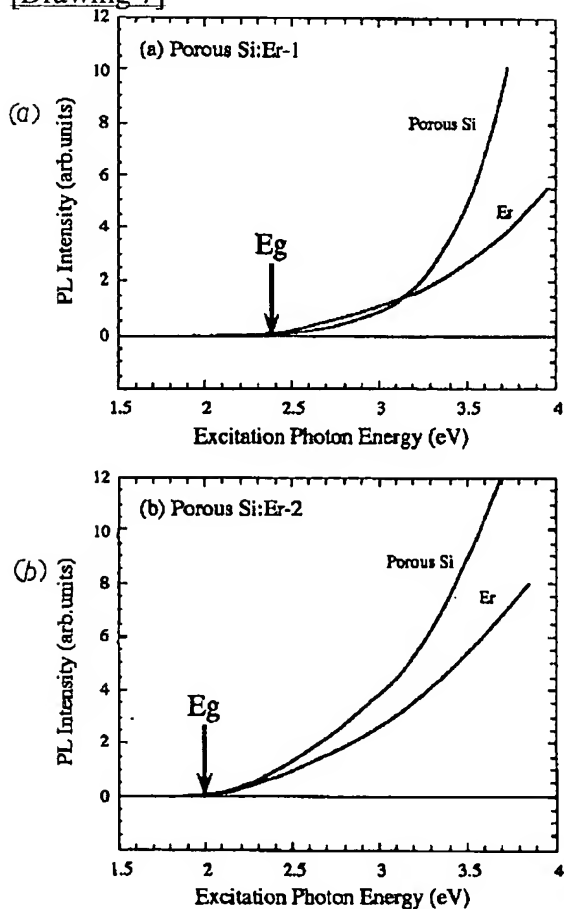 [Drawing 7]
(a)
(a) Porous Si:Er-1
PL Intensity (arb.units)
12
10
8
6
4
2
0
Porous Si
Er
Eg
1.5 2 2.5 3 3.5 4
Excitation Photon Energy (eV)
(b)
(b) Porous Si:Er-2
PL Intensity (arb.units)
12
10
8
6
4
2
0
Porous Si
Er
Eg
1.5 2 2.5 3 3.5 4
Excitation Photon Energy (eV)